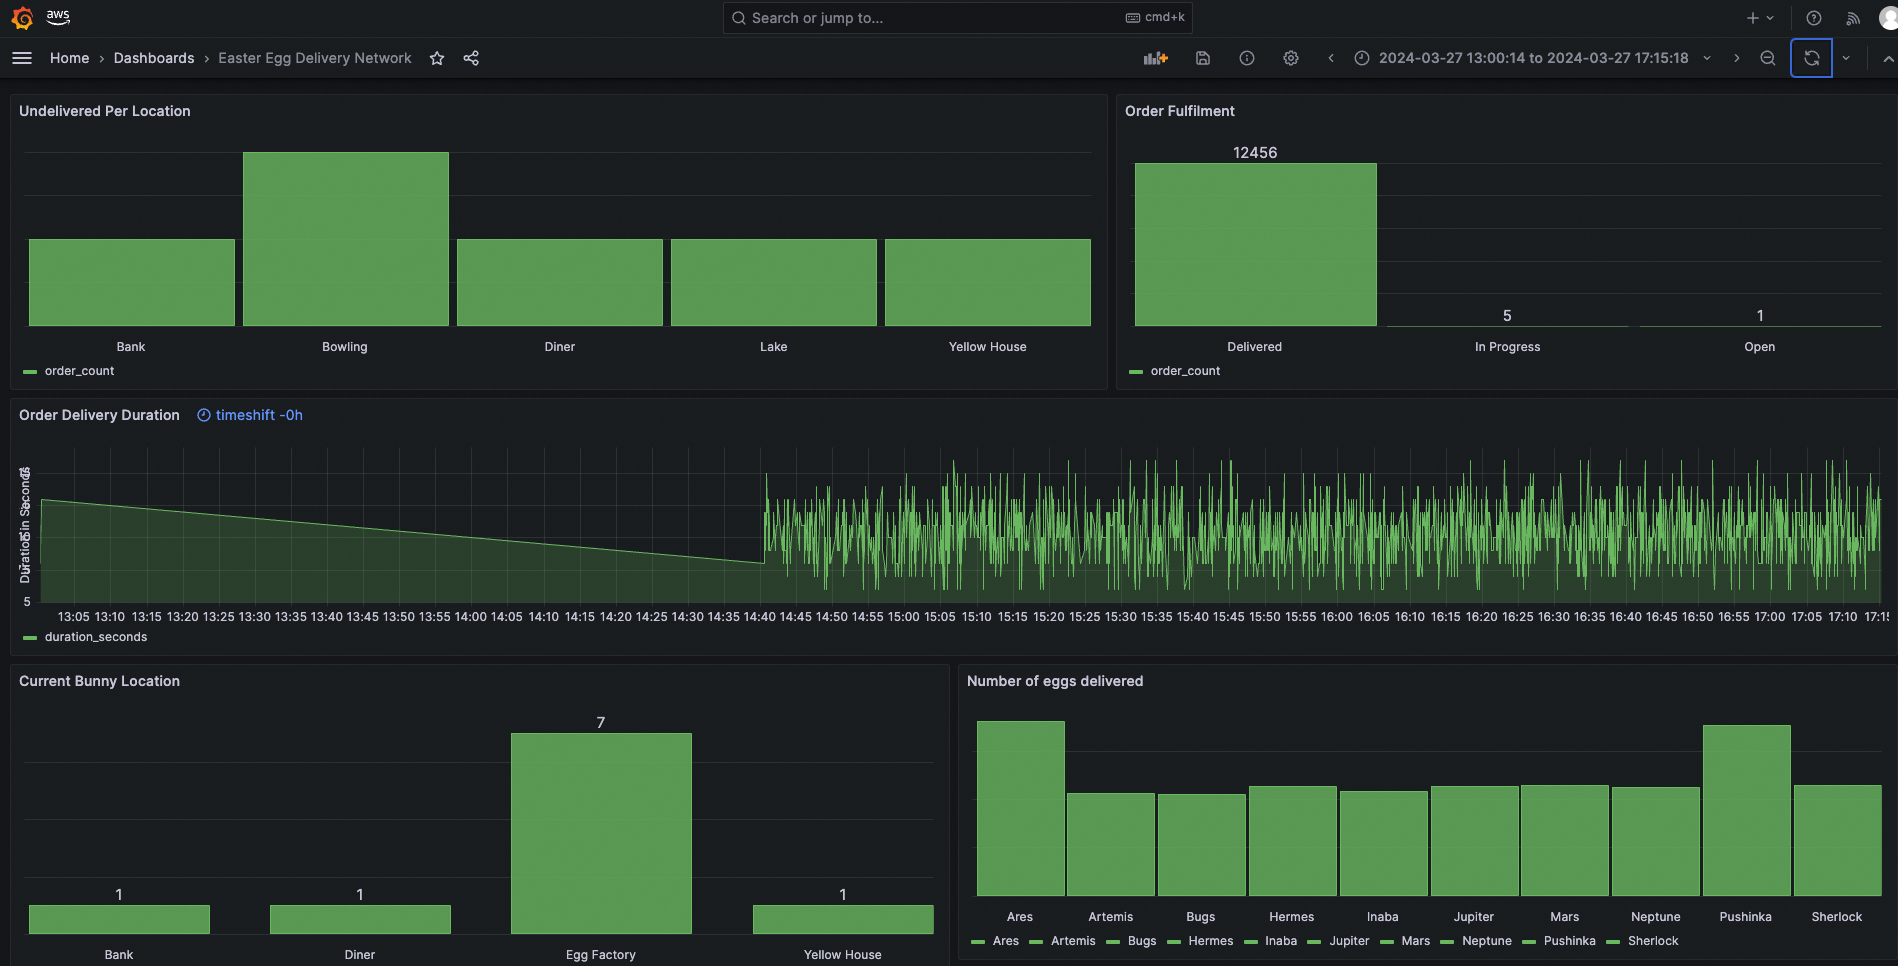 aws
Search or jump to...
cmd+k
Home > Dashboards > Easter Egg Delivery Network
2024-03-27 13:00:14 to 2024-03-27 17:15:18
Undelivered Per Location
Bank Bowling Diner Lake Yellow House
order_count
Order Fulfilment
12456
5 1
Delivered In Progress Open
order_count
Order Delivery Duration timeshift -0h
Duration in Seconds
15
10
5
13:05 13:10 13:15 13:20 13:25 13:30 13:35 13:40 13:45 13:50 13:55 14:00 14:05 14:10 14:15 14:20 14:25 14:30 14:35 14:40 14:45 14:50 14:55 15:00 15:05 15:10 15:15 15:20 15:25 15:30 15:35 15:40 15:45 15:50 15:55 16:00 16:05 16:10 16:15 16:20 16:25 16:30 16:35 16:40 16:45 16:50 16:55 17:00 17:05 17:10
duration_seconds
Current Bunny Location
7
1 1 1
Bank Diner Egg Factory Yellow House
Number of eggs delivered
Ares Artemis Bugs Hermes Inaba Jupiter Mars Neptune Pushinka Sherlock
Ares Artemis Bugs Hermes Inaba Jupiter Mars Neptune Pushinka Sherlock